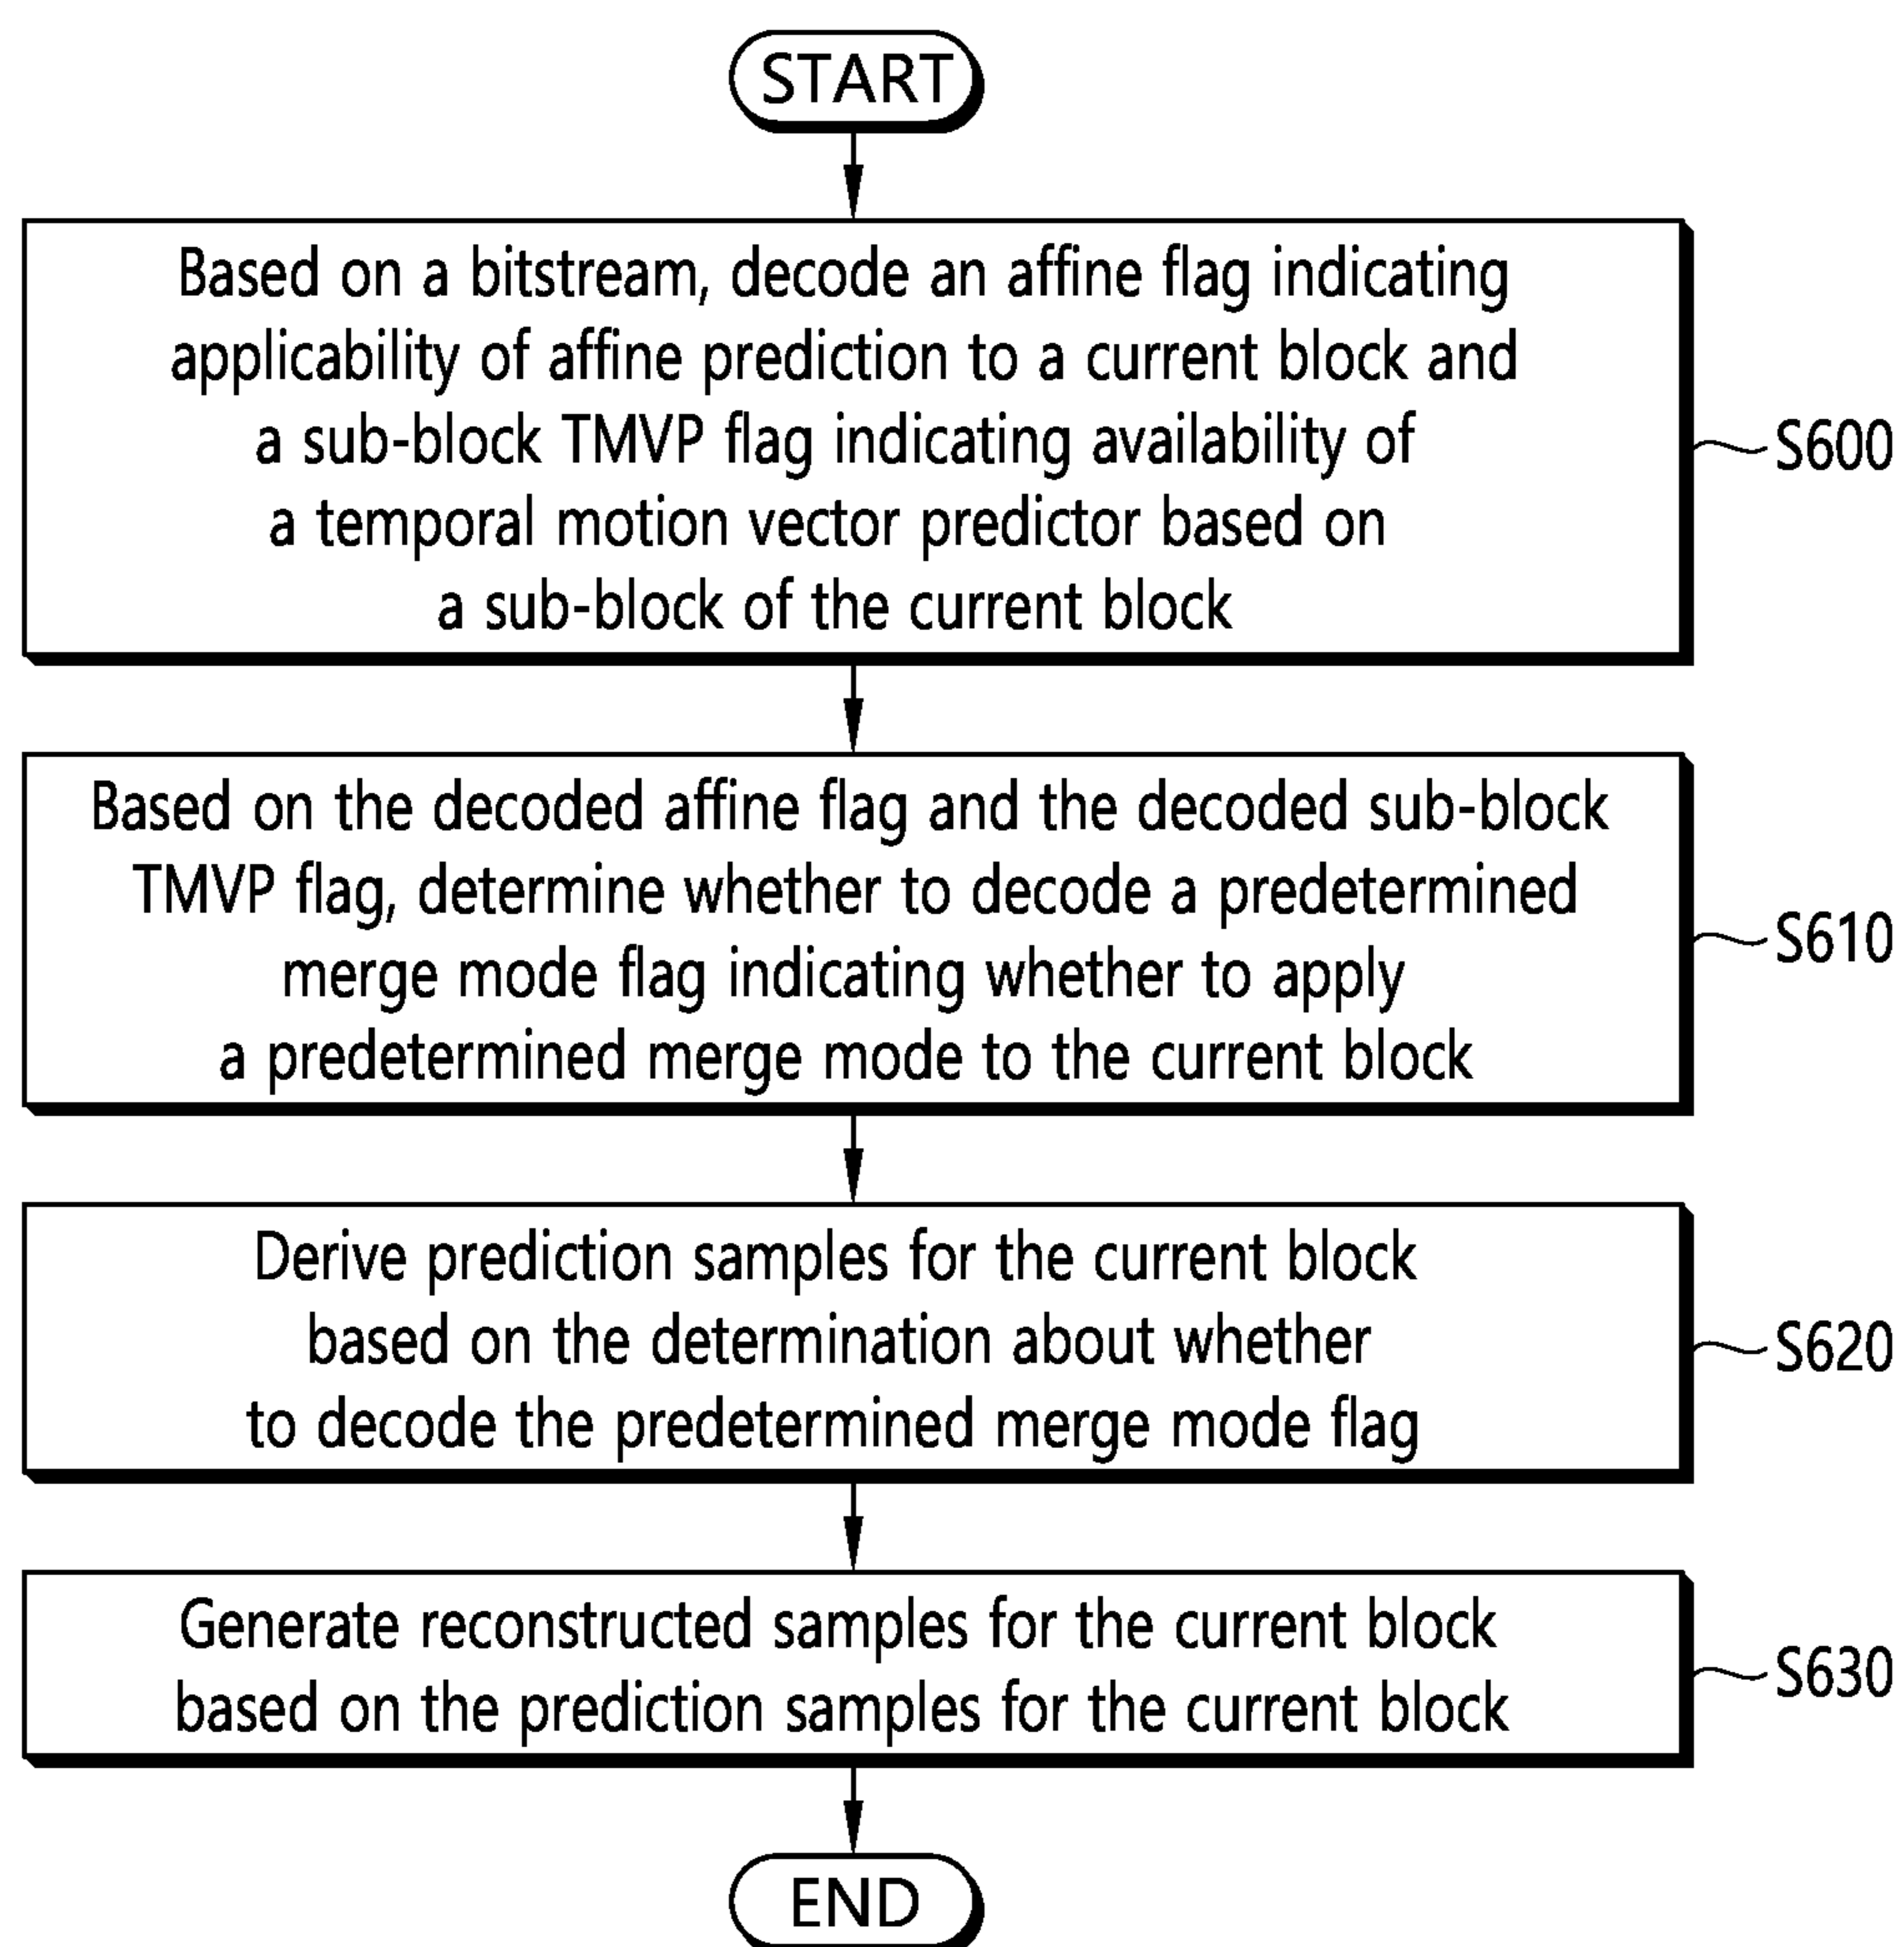 START
Based on a bitstream, decode an affine flag indicating
applicability of affine prediction to a current block and
a sub-block TMVP flag indicating availability of
a temporal motion vector predictor based on
a sub-block of the current block
S600
Based on the decoded affine flag and the decoded sub-block
TMVP flag, determine whether to decode a predetermined
merge mode flag indicating whether to apply
a predetermined merge mode to the current block
S610
Derive prediction samples for the current block
based on the determination about whether
to decode the predetermined merge mode flag
S620
Generate reconstructed samples for the current block
based on the prediction samples for the current block
S630
END